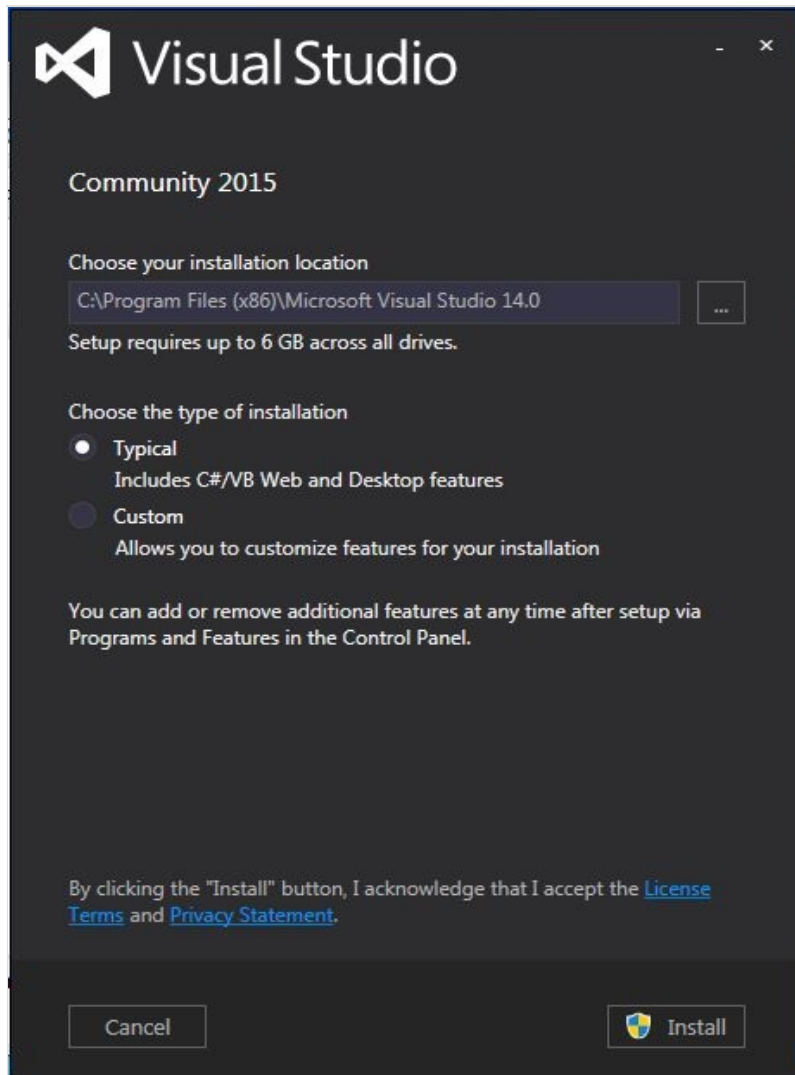 Visual Studio
Community 2015
Choose your installation location
C:\Program Files (x86)\Microsoft Visual Studio 14.0
...
Setup requires up to 6 GB across all drives.
Choose the type of installation
Typical
Includes C#/VB Web and Desktop features
Custom
Allows you to customize features for your installation
You can add or remove additional features at any time after setup via
Programs and Features in the Control Panel.
By clicking the "Install" button, I acknowledge that I accept the License
Terms and Privacy Statement.
Cancel
Install